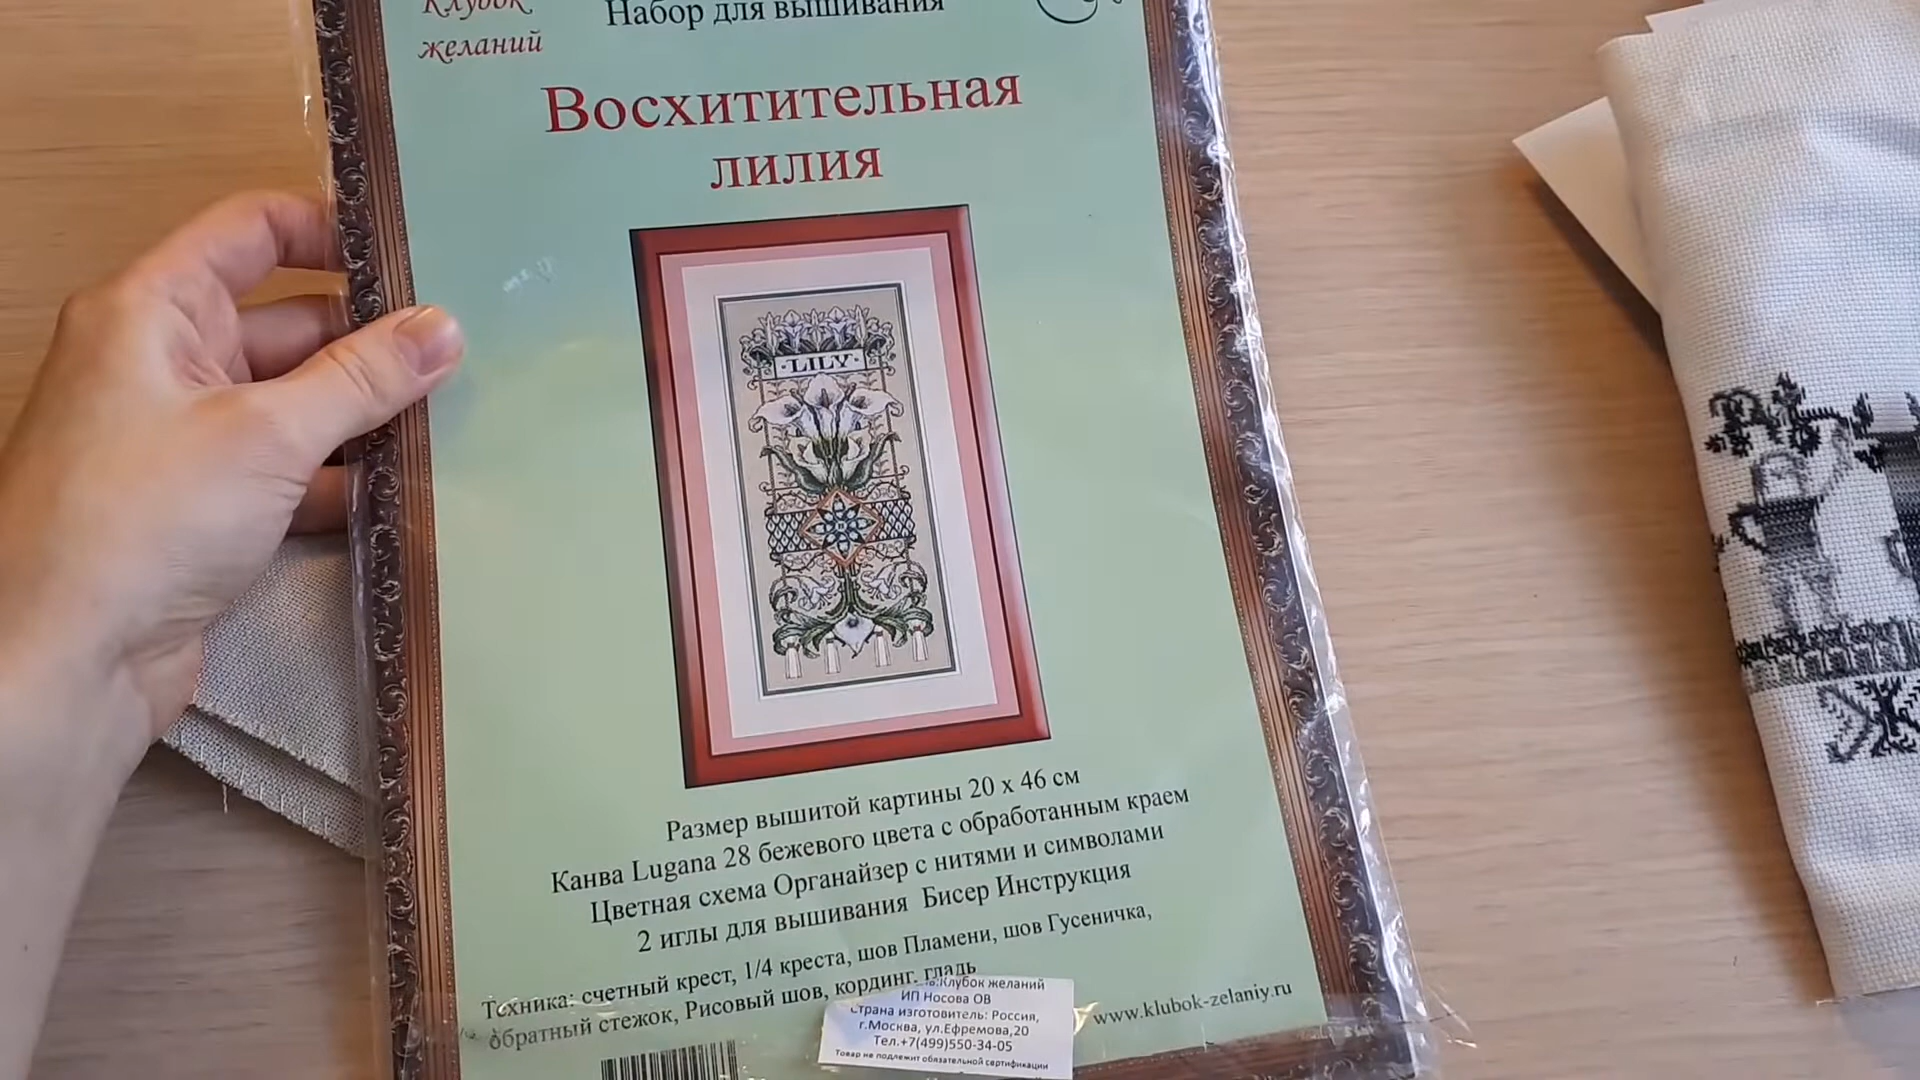 Клубок
желаний
Набор для вышивания
Восхитительная
лилия
·LILY·
Размер вышитой картины 20 х 46 см
Канва Lugana 28 бежевого цвета с обработанным краем
Цветная схема Органайзер с нитями и символами
2 иглы для вышивания Бисер Инструкция
Техника: счетный крест, 1/4 креста, шов Пламени, шов Гусеничка,
обратный стежок, Рисовый шов, кординг, гладь
Клубок желаний
ИП Носова ОВ
Страна изготовитель: Россия,
г.Москва, ул.Ефремова,20
Тел.+7(499)550-34-05
Товар не подлежит обязательной сертификации
www.klubok-zelaniy.ru